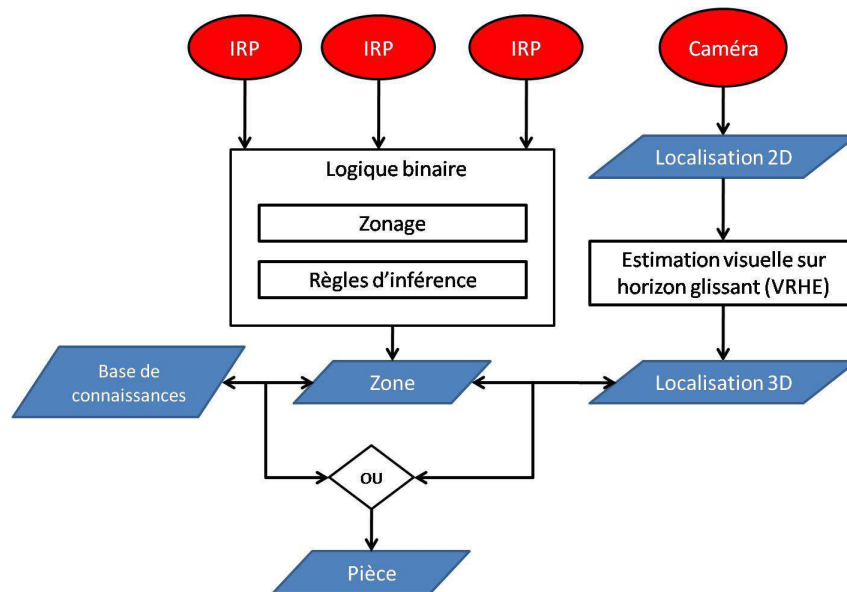 IRP
IRP
IRP
Caméra
Logique binaire
Localisation 2D
Zonage
Règles d'inférence
Estimation visuelle sur
horizon glissant (VRHE)
Base de
connaissances
Zone
Localisation 3D
OU
Pièce